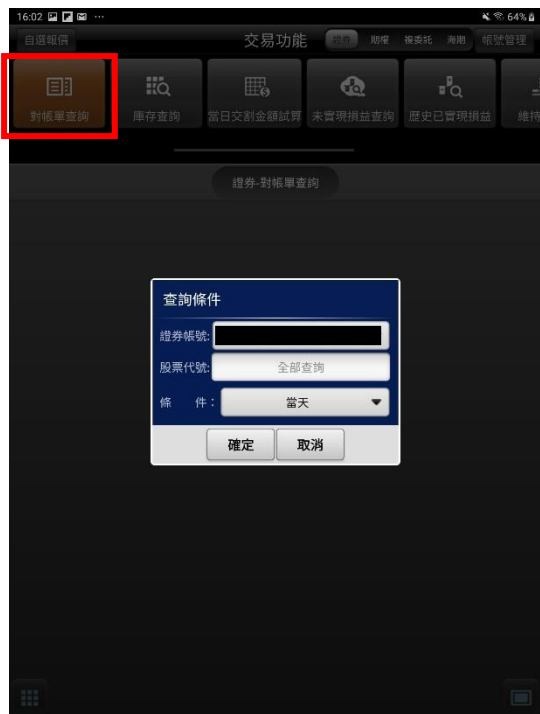 16:02 ... 64%
自選報價 交易功能 證券 期權 複委託 海期 帳號管理
對帳單查詢 庫存查詢 當日交割金額試算 未實現損益查詢 歷史已實現損益 維持
證券-對帳單查詢
查詢條件
證券帳號:
股票代號: 全部查詢
條 件: 當天
確定 取消